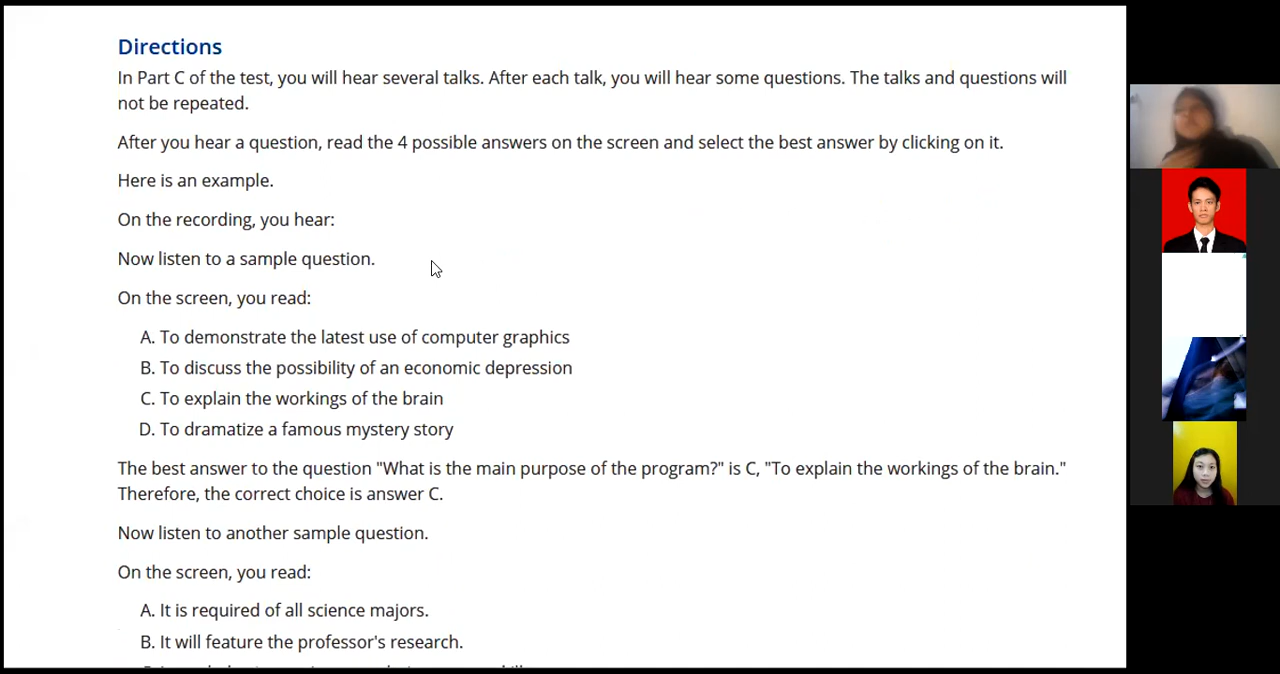 Directions
In Part C of the test, you will hear several talks. After each talk, you will hear some questions. The talks and questions will
not be repeated.
After you hear a question, read the 4 possible answers on the screen and select the best answer by clicking on it.
Here is an example.
On the recording, you hear:
Now listen to a sample question.
On the screen, you read:
A. To demonstrate the latest use of computer graphics
B. To discuss the possibility of an economic depression
C. To explain the workings of the brain
D. To dramatize a famous mystery story
The best answer to the question "What is the main purpose of the program?" is C, "To explain the workings of the brain."
Therefore, the correct choice is answer C.
Now listen to another sample question.
On the screen, you read:
A. It is required of all science majors.
B. It will feature the professor's research.